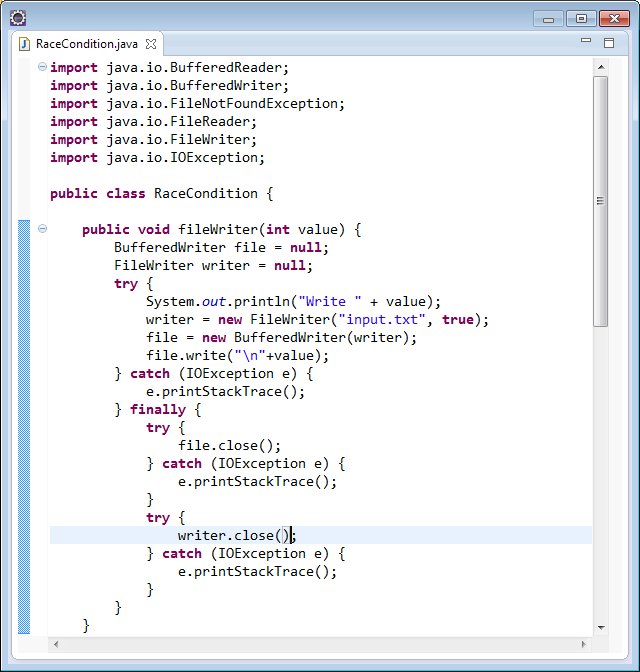 RaceCondition.java
import java.io.BufferedReader;
import java.io.BufferedWriter;
import java.io.FileNotFoundException;
import java.io.FileReader;
import java.io.FileWriter;
import java.io.IOException;
public class RaceCondition {
public void fileWriter(int value) {
BufferedWriter file = null;
FileWriter writer = null;
try {
System.out.println("Write " + value);
writer = new FileWriter("input.txt", true);
file = new BufferedWriter(writer);
file.write("\n"+value);
} catch (IOException e) {
e.printStackTrace();
} finally {
try {
file.close();
} catch (IOException e) {
e.printStackTrace();
}
try {
writer.close();
} catch (IOException e) {
e.printStackTrace();
}
}
}